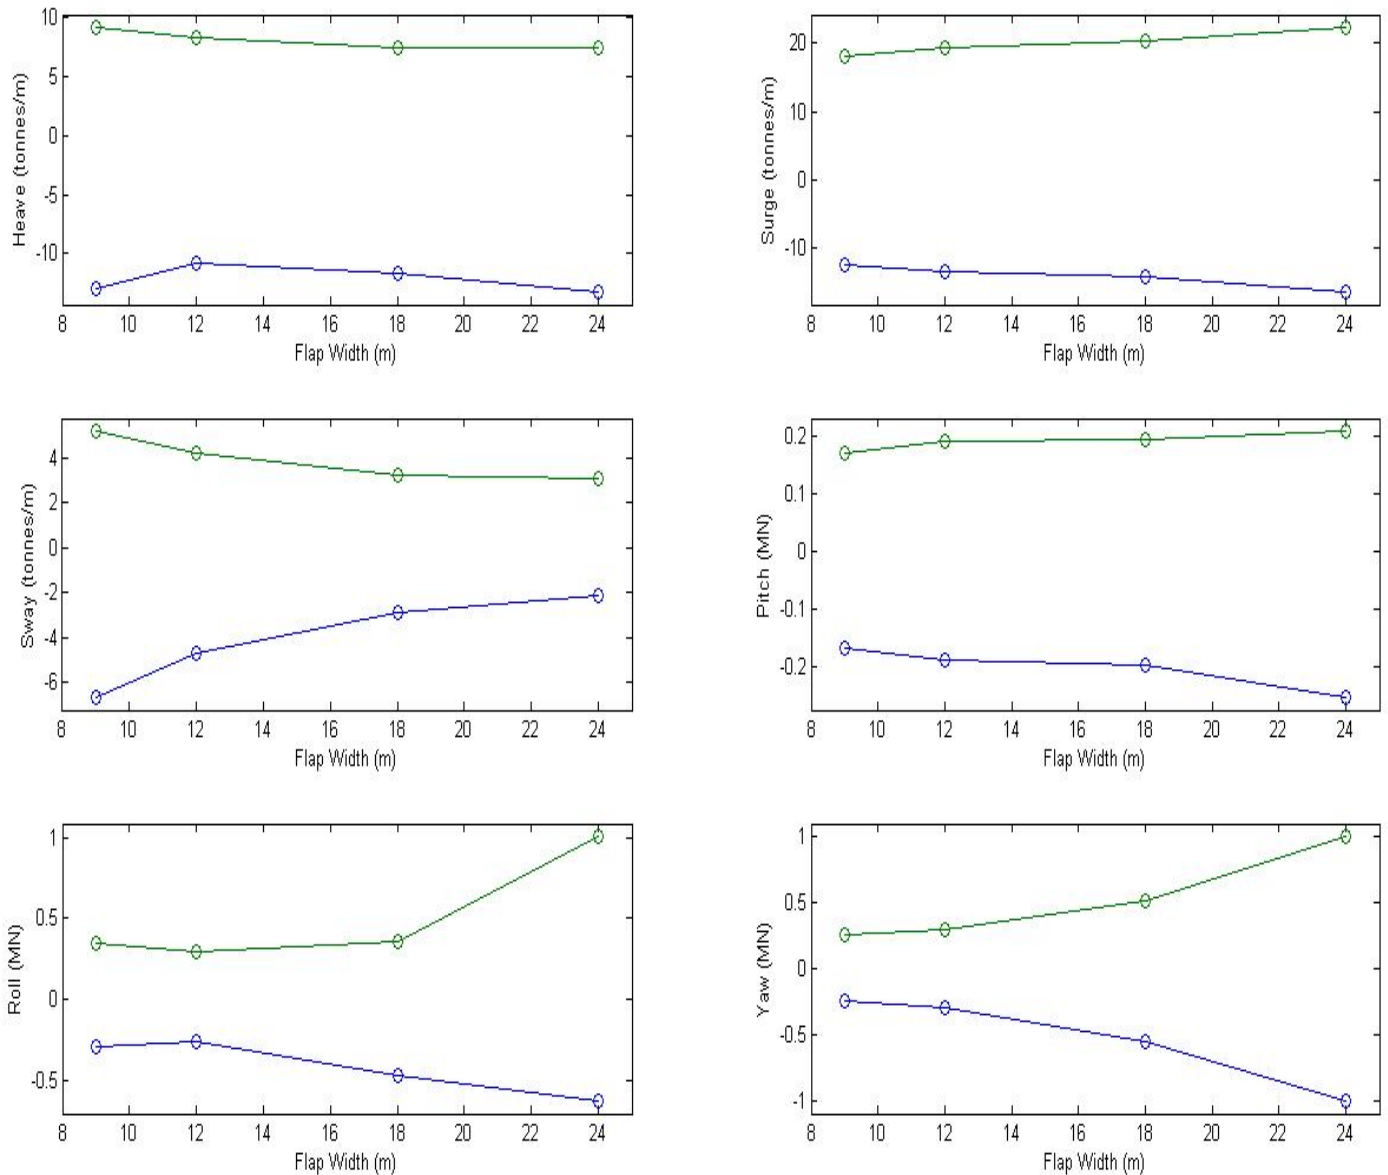 10
5
0
-5
-10
Heave (tonnes/m)
8 10 12 14 16 18 20 22 24
Flap Width (m)
20
10
0
-10
Surge (tonnes/m)
8 10 12 14 16 18 20 22 24
Flap Width (m)
4
2
0
-2
-4
-6
Sway (tonnes/m)
8 10 12 14 16 18 20 22 24
Flap Width (m)
0.2
0.1
0
-0.1
-0.2
Pitch (MN)
8 10 12 14 16 18 20 22 24
Flap Width (m)
1
0.5
0
-0.5
Roll (MN)
8 10 12 14 16 18 20 22 24
Flap Width (m)
1
0.5
0
-0.5
-1
Yaw (MN)
8 10 12 14 16 18 20 22 24
Flap Width (m)